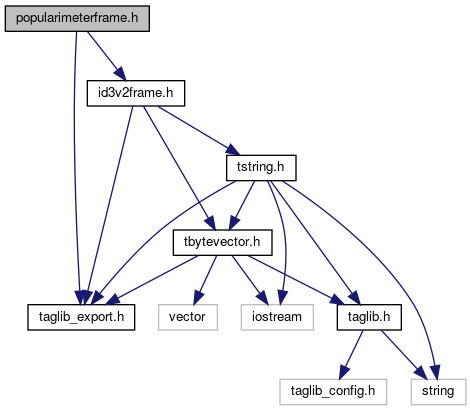 popularimeterframe.h
id3v2frame.h
tstring.h
tbytevector.h
taglib_export.h
vector
iostream
taglib.h
taglib_config.h
string